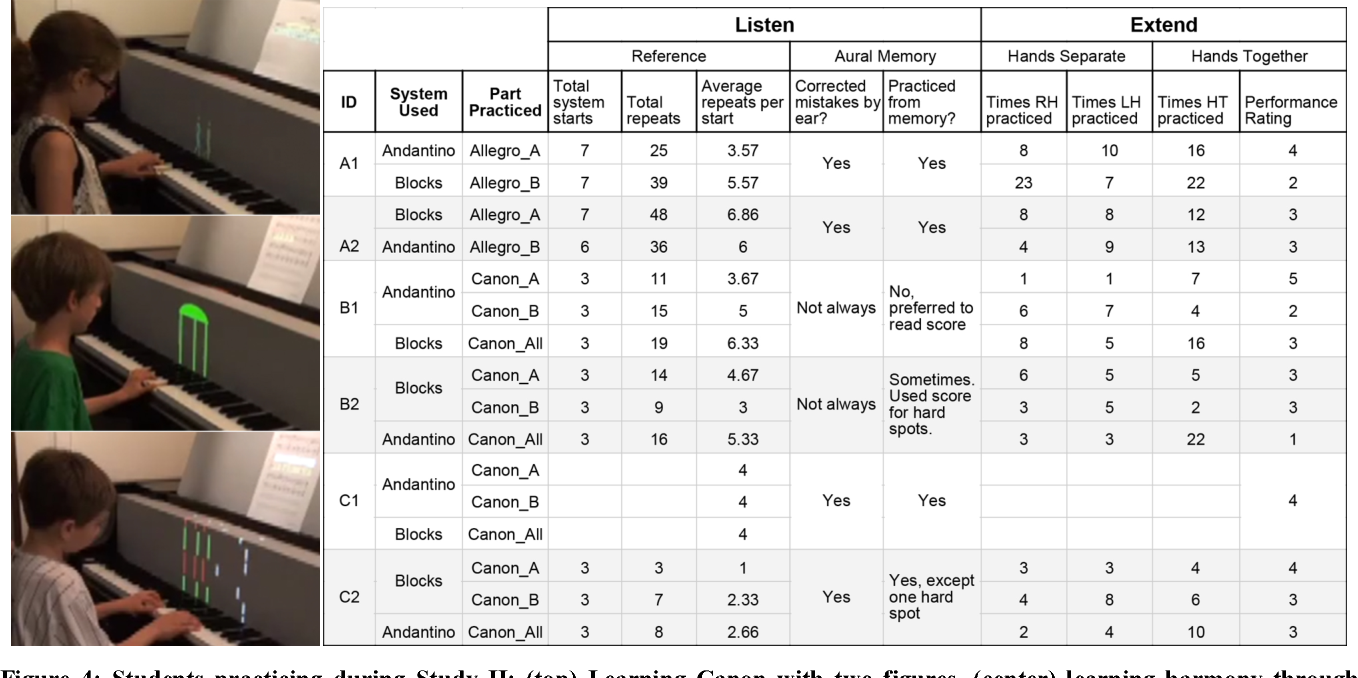 Listen Extend
Reference Aural Memory Hands Separate Hands Together
ID System Used Part Practiced Total system starts Total repeats Average repeats per start Corrected mistakes by ear? Practiced from memory? Times RH practiced Times LH practiced Times HT practiced Performance Rating
A1 Andantino Allegro_A 7 25 3.57 Yes Yes 8 10 16 4
Blocks Allegro_B 7 39 5.57 23 7 22 2
A2 Blocks Allegro_A 7 48 6.86 Yes Yes 8 8 12 3
Andantino Allegro_B 6 36 6 4 9 13 3
B1 Andantino Canon_A 3 11 3.67 Not always No, preferred to read score 1 1 7 5
Canon_B 3 15 5 6 7 4 2
Blocks Canon_All 3 19 6.33 8 5 16 3
B2 Blocks Canon_A 3 14 4.67 Not always Sometimes. Used score for hard spots. 6 5 5 3
Canon_B 3 9 3 3 5 2 3
Andantino Canon_All 3 16 5.33 3 3 22 1
C1 Andantino Canon_A 4 Yes Yes 4
Canon_B 4
Blocks Canon_All 4
C2 Blocks Canon_A 3 3 1 Yes Yes, except one hard spot 3 3 4 4
Canon_B 3 7 2.33 4 8 6 3
Andantino Canon_All 3 8 2.66 2 4 10 3
Figure 4: Students practicing during Study II: (top) Learning Canon with two figures, (center) learning harmony through